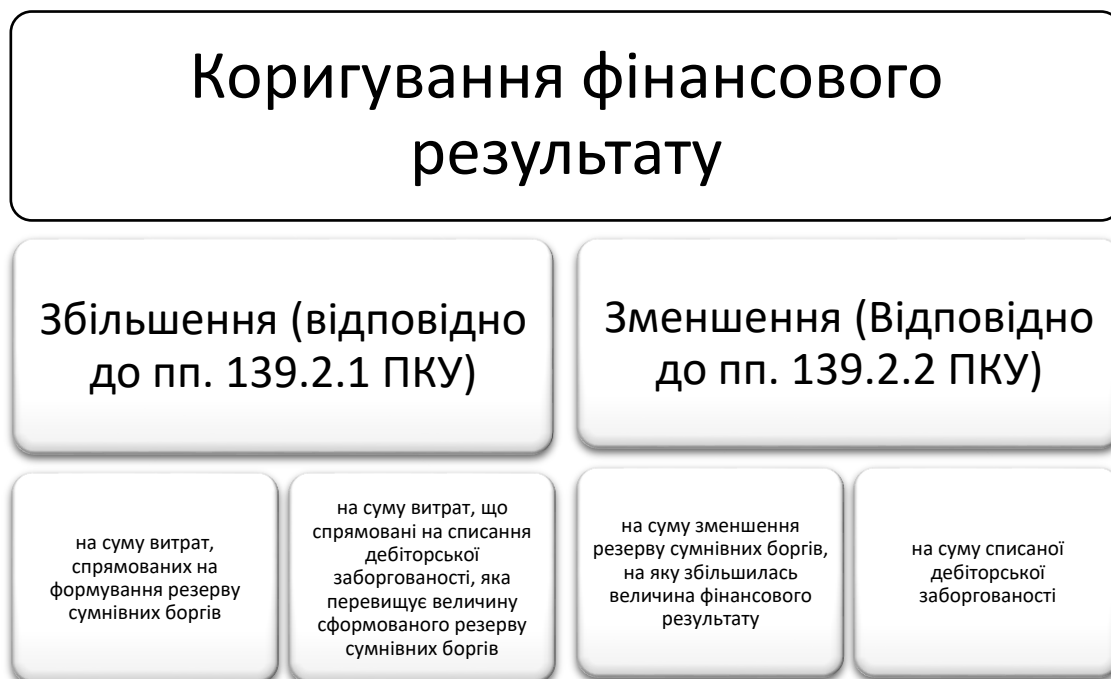 Коригування фінансового
результату
Збільшення (відповідно
до пп. 139.2.1 ПКУ)
Зменшення (Відповідно
до пп. 139.2.2 ПКУ)
на суму витрат,
спрямованих на
формування резерву
сумнівних боргів
на суму витрат, що
спрямовані на списання
дебіторської
заборгованості, яка
перевищує величину
сформованого резерву
сумнівних боргів
на суму зменшення
резерву сумнівних боргів,
на яку збільшилась
величина фінансового
результату
на суму списаної
дебіторської
заборгованості